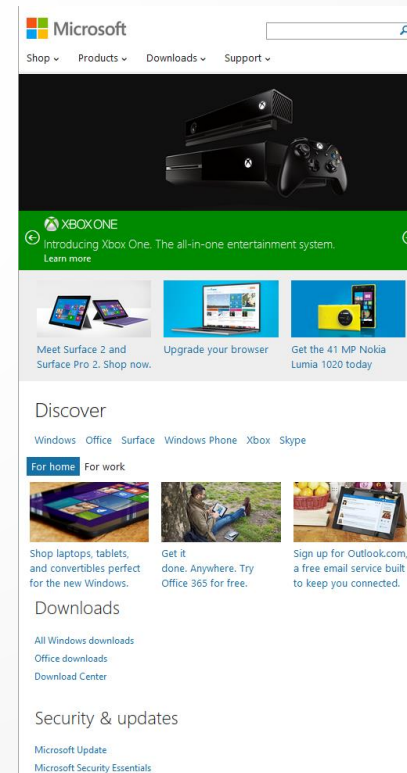 Microsoft
Shop Products Downloads Support
XBOX ONE
Introducing Xbox One. The all-in-one entertainment system.
Learn more
Meet Surface 2 and
Surface Pro 2. Shop now.
Upgrade your browser
Get the 41 MP Nokia
Lumia 1020 today
Discover
Windows Office Surface Windows Phone Xbox Skype
For home For work
Shop laptops, tablets,
and convertibles perfect
for the new Windows.
Get it
done. Anywhere. Try
Office 365 for free.
Sign up for Outlook.com,
a free email service built
to keep you connected.
Downloads
All Windows downloads
Office downloads
Download Center
Security & updates
Microsoft Update
Microsoft Security Essentials